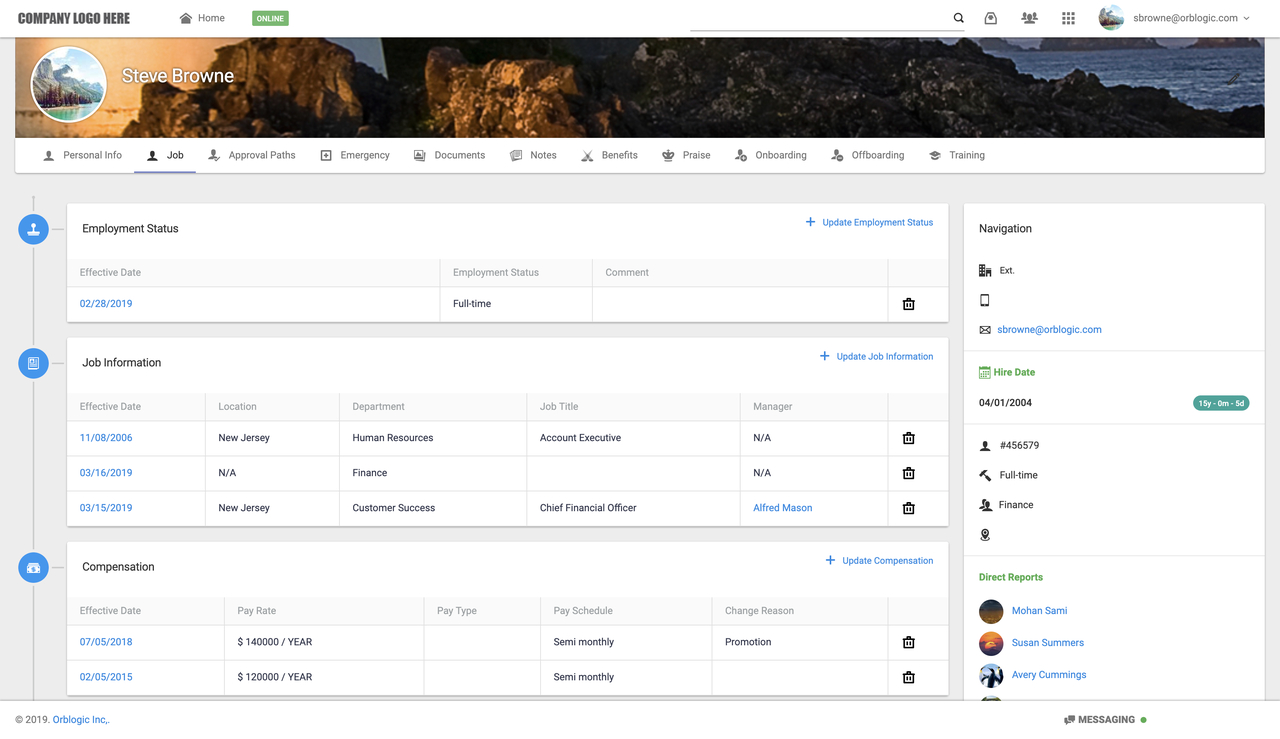 COMPANY LOGO HERE Home ONLINE sbrowne@orblogic.com
Steve Browne
Personal Info Job Approval Paths Emergency Documents Notes Benefits Praise Onboarding Offboarding Training
Employment Status Update Employment Status
Effective Date Employment Status Comment
02/28/2019 Full-time
Job Information Update Job Information
Effective Date Location Department Job Title Manager
11/08/2006 New Jersey Human Resources Account Executive N/A
03/16/2019 N/A Finance N/A
03/15/2019 New Jersey Customer Success Chief Financial Officer Alfred Mason
Compensation Update Compensation
Effective Date Pay Rate Pay Type Pay Schedule Change Reason
07/05/2018 $ 140000 / YEAR Semi monthly Promotion
02/05/2015 $ 120000 / YEAR Semi monthly
Navigation
Ext.
sbrowne@orblogic.com
Hire Date
04/01/2004 15y - 0m - 5d
#456579
Full-time
Finance
Direct Reports
Mohan Sami
Susan Summers
Avery Cummings
© 2019. Orblogic Inc,. MESSAGING